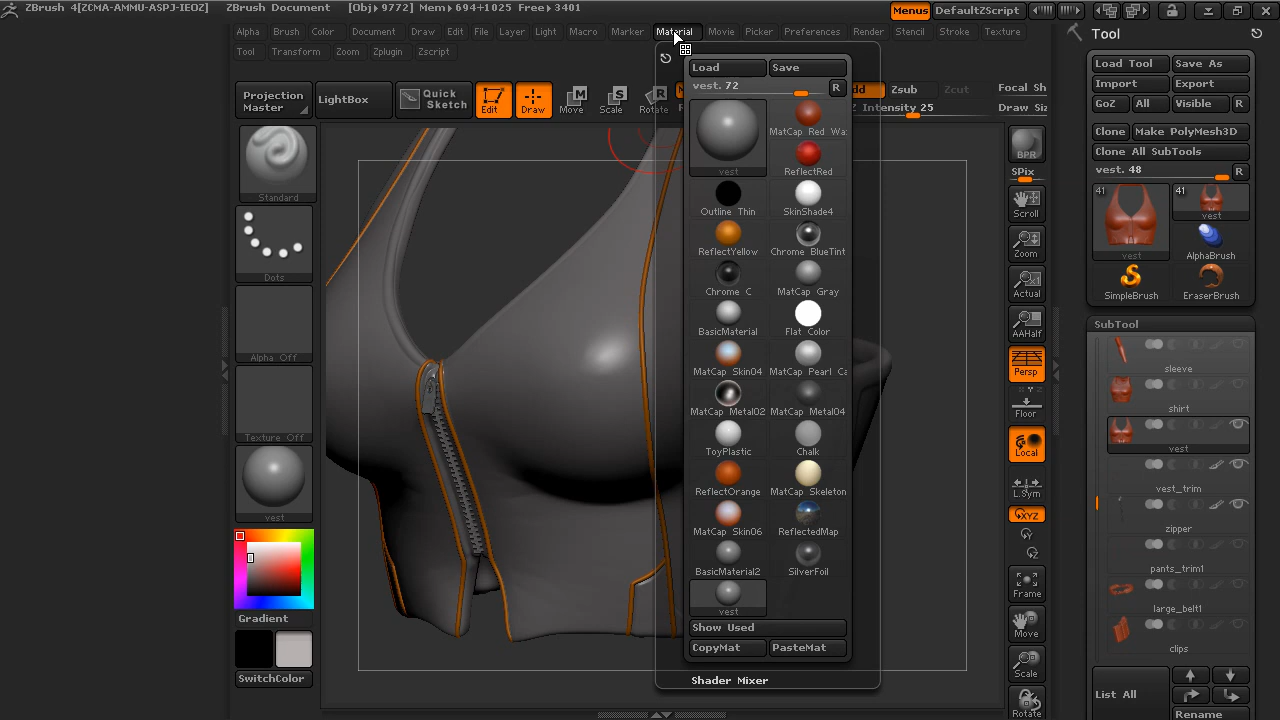 ZBrush 4[ZCMA-AMMU-ASPJ-IEOZ] ZBrush Document [Obj▸9772] Mem▸694+1025 Free▸3401 Menus DefaultZScript
Alpha Brush Color Document Draw Edit File Layer Light Macro Marker Material Movie Picker Preferences Render Stencil Stroke Texture
Tool Transform Zoom Zplugin Zscript
Tool
Load Tool Save As
Import Export
GoZ All Visible R
Clone Make PolyMesh3D
Clone All SubTools
vest. 48 R
41 vest
41 vest
AlphaBrush
SimpleBrush EraserBrush
SubTool
sleeve
shirt
vest
vest_trim
zipper
pants_trim1
large_belt1
clips
List All
Rename
Projection Master
LightBox
Quick Sketch
Edit Draw Move Scale Rotate
Zsub Zcut Focal Sh
Z Intensity 25 Draw Siz
Load Save
vest. 72 R
vest
MatCap Red Wa
ReflectRed
Outline Thin SkinShade4
ReflectYellow Chrome BlueTint
Chrome C MatCap Gray
BasicMaterial Flat Color
MatCap Skin04 MatCap Pearl Ca
MatCap Metal02 MatCap Metal04
ToyPlastic Chalk
ReflectOrange MatCap Skeleton
MatCap Skin06 ReflectedMap
BasicMaterial2 SilverFoil
vest
Show Used
CopyMat PasteMat
Shader Mixer
Standard
Dots
Alpha Off
Texture Off
vest
Gradient
SwitchColor
BPR
SPix
Scroll
Zoom
Actual
AAHalf
Persp
Floor
Local
L.Sym
XYZ
Y
Z
Frame
Move
Scale
Rotate